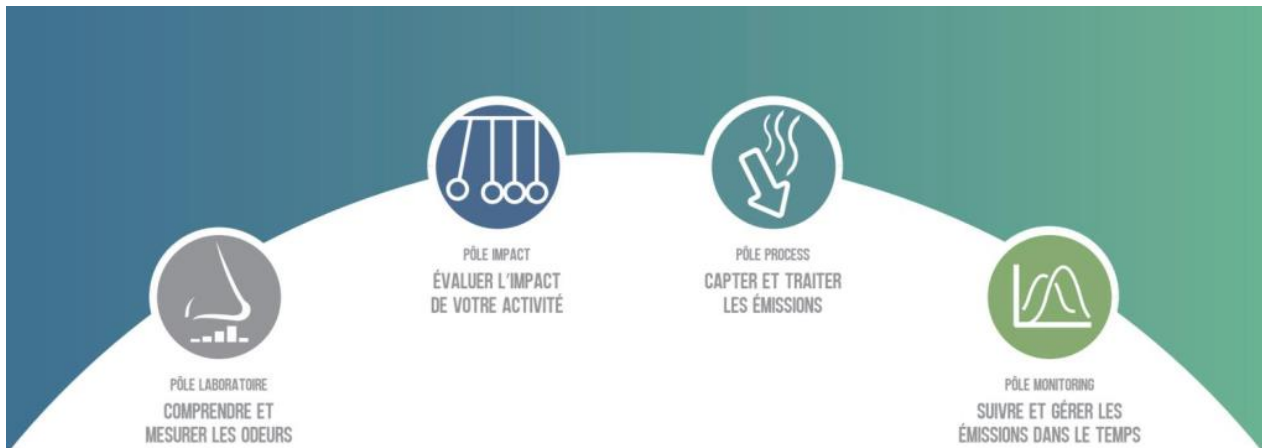 PÔLE LABORATOIRE
COMPRENDRE ET
MESURER LES ODEURS
PÔLE IMPACT
ÉVALUER L'IMPACT
DE VOTRE ACTIVITÉ
PÔLE PROCESS
CAPTER ET TRAITER
LES ÉMISSIONS
PÔLE MONITORING
SUIVRE ET GÉRER LES
ÉMISSIONS DANS LE TEMPS